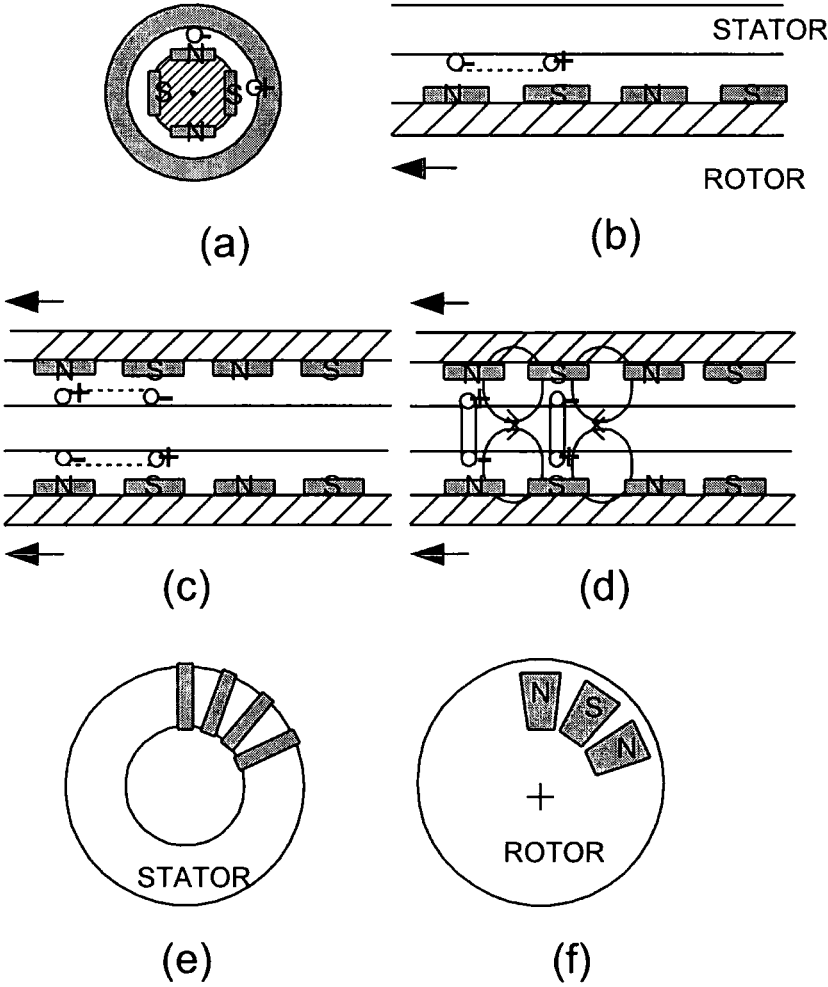 N
S
S
N
-
+
(a)
STATOR
- +
N S N S
ROTOR
(b)
N S N S
+ -
- +
N S N S
(c)
N S N S
+ -
- +
N S N S
(d)
STATOR
(e)
N
S
N
ROTOR
(f)